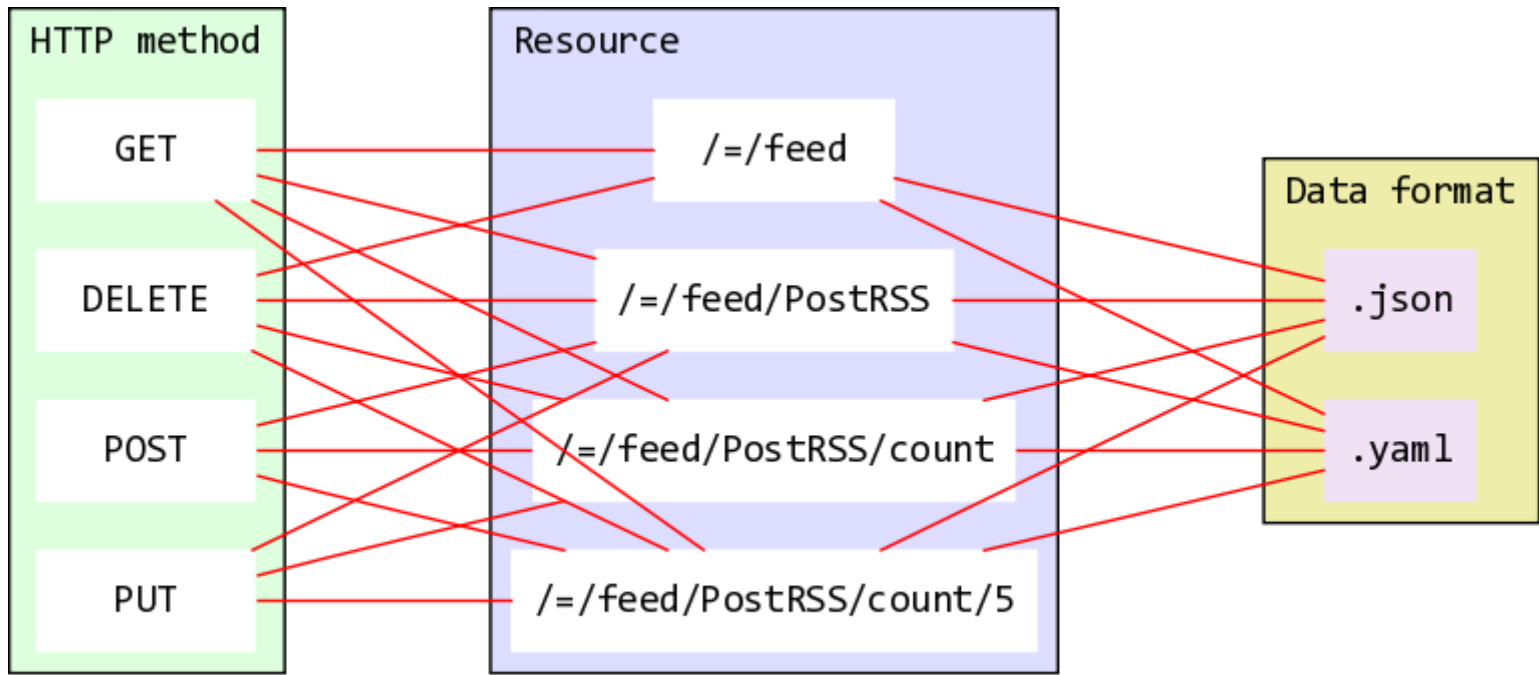 HTTP method
GET
DELETE
POST
PUT
Resource
/=/feed
/=/feed/PostRSS
/=/feed/PostRSS/count
/=/feed/PostRSS/count/5
Data format
.json
.yaml